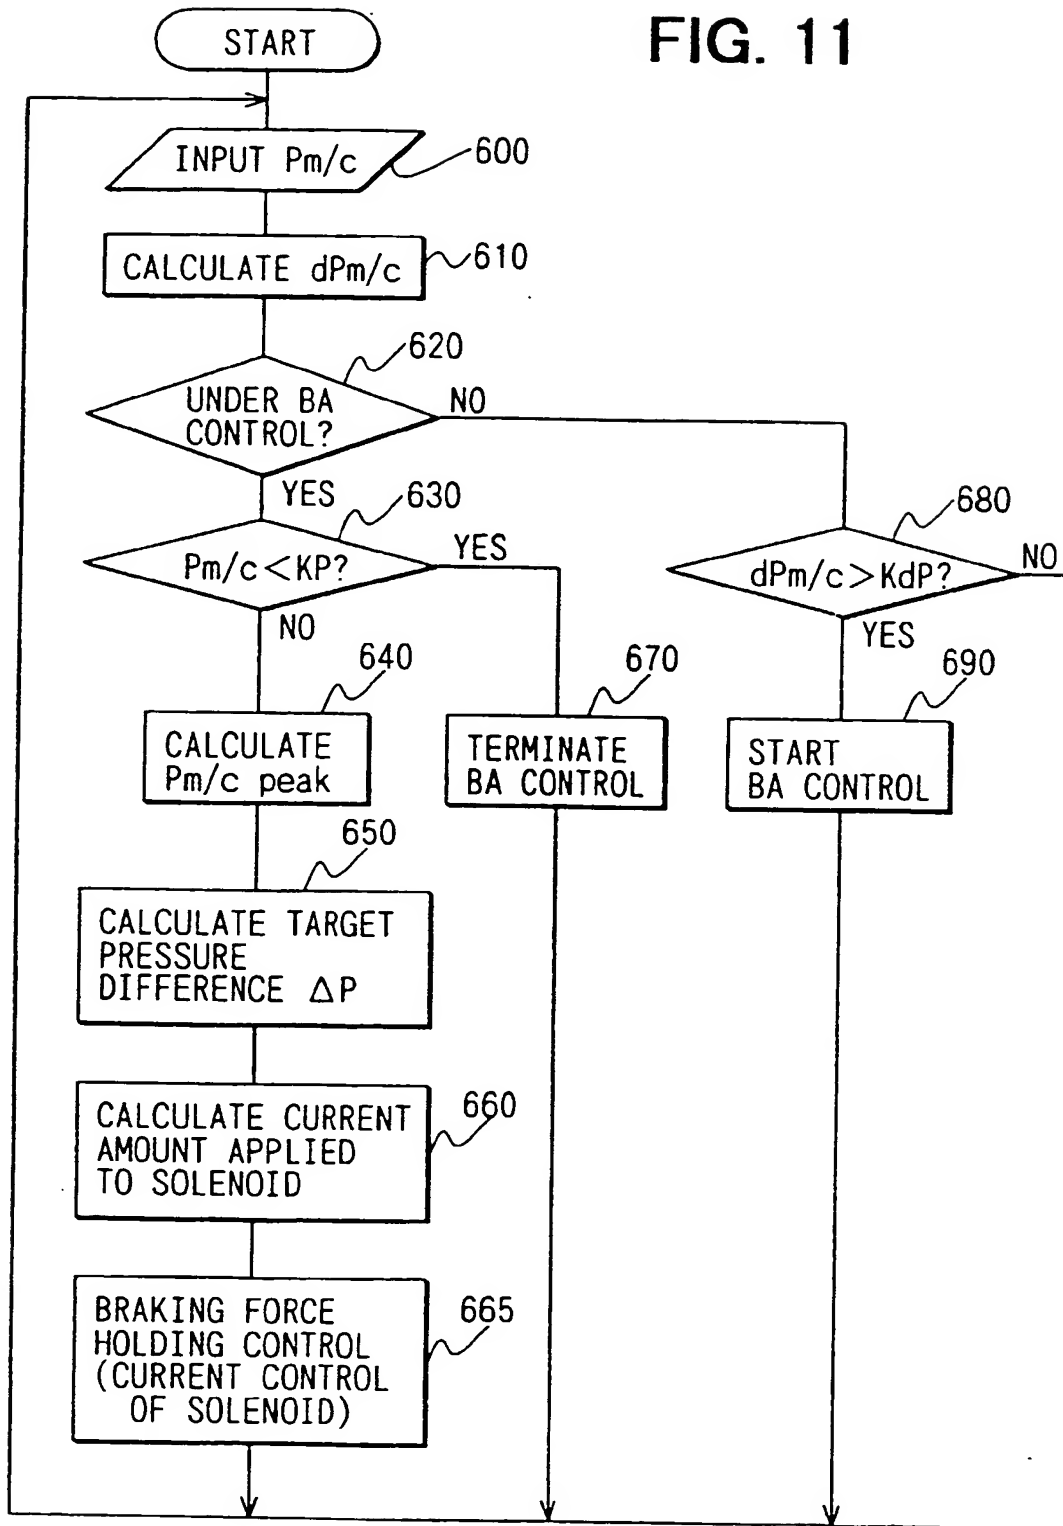 FIG. 11
START
INPUT Pm/c
600
CALCULATE dPm/c
610
620
UNDER BA
CONTROL?
NO
YES
630
Pm/c<KP?
YES
NO
680
dPm/c>KdP?
NO
YES
640
CALCULATE
Pm/c peak
670
TERMINATE
BA CONTROL
690
START
BA CONTROL
650
CALCULATE TARGET
PRESSURE
DIFFERENCE ΔP
660
CALCULATE CURRENT
AMOUNT APPLIED
TO SOLENOID
665
BRAKING FORCE
HOLDING CONTROL
(CURRENT CONTROL
OF SOLENOID)